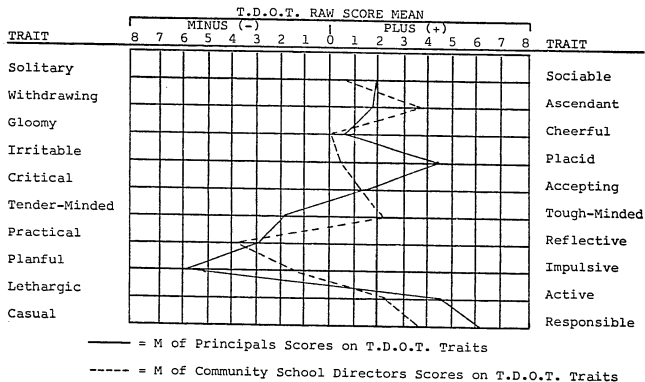 T.D.O.T. RAW SCORE MEAN
MINUS (-) PLUS (+)
TRAIT 8 7 6 5 4 3 2 1 0 1 2 3 4 5 6 7 8 TRAIT
Solitary Sociable
Withdrawing Ascendant
Gloomy Cheerful
Irritable Placid
Critical Accepting
Tender-Minded Tough-Minded
Practical Reflective
Planful Impulsive
Lethargic Active
Casual Responsible
= M of Principals Scores on T.D.O.T. Traits
= M of Community School Directors Scores on T.D.O.T. Traits